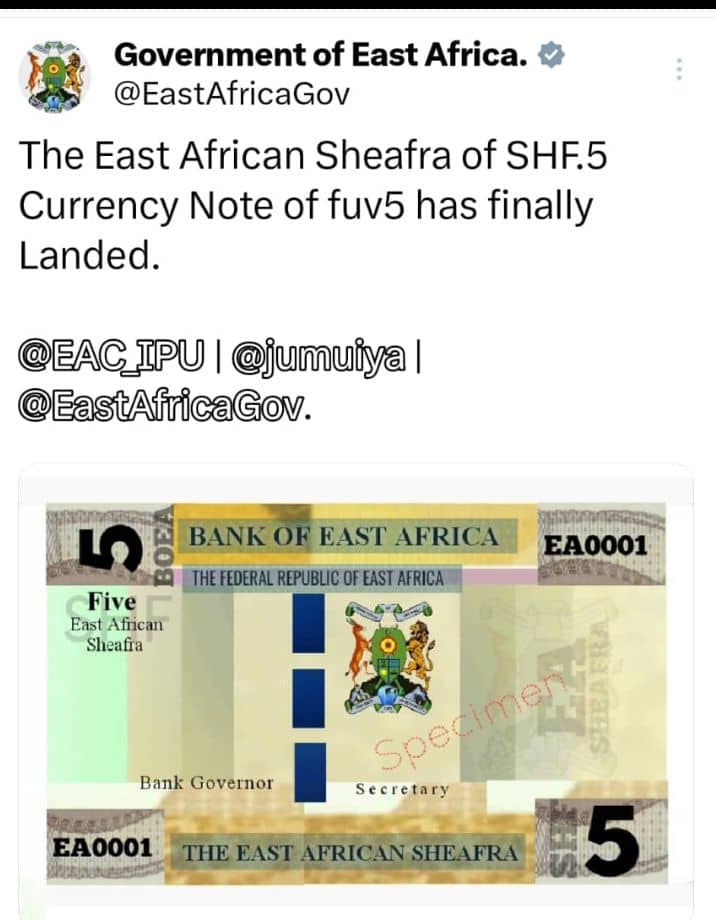 Government of East Africa.
@EastAfricaGov
The East African Sheafra of SHF.5
Currency Note of fuv5 has finally
Landed.
@EAC_IPU | @jumuiya |
@EastAfricaGov.
5
BOEA
BANK OF EAST AFRICA
EA0001
THE FEDERAL REPUBLIC OF EAST AFRICA
SHF
Five
East African
Sheafra
EA
SHEAFRA
Specimen
Bank Governor
Secretary
EA0001
THE EAST AFRICAN SHEAFRA
SHF
5